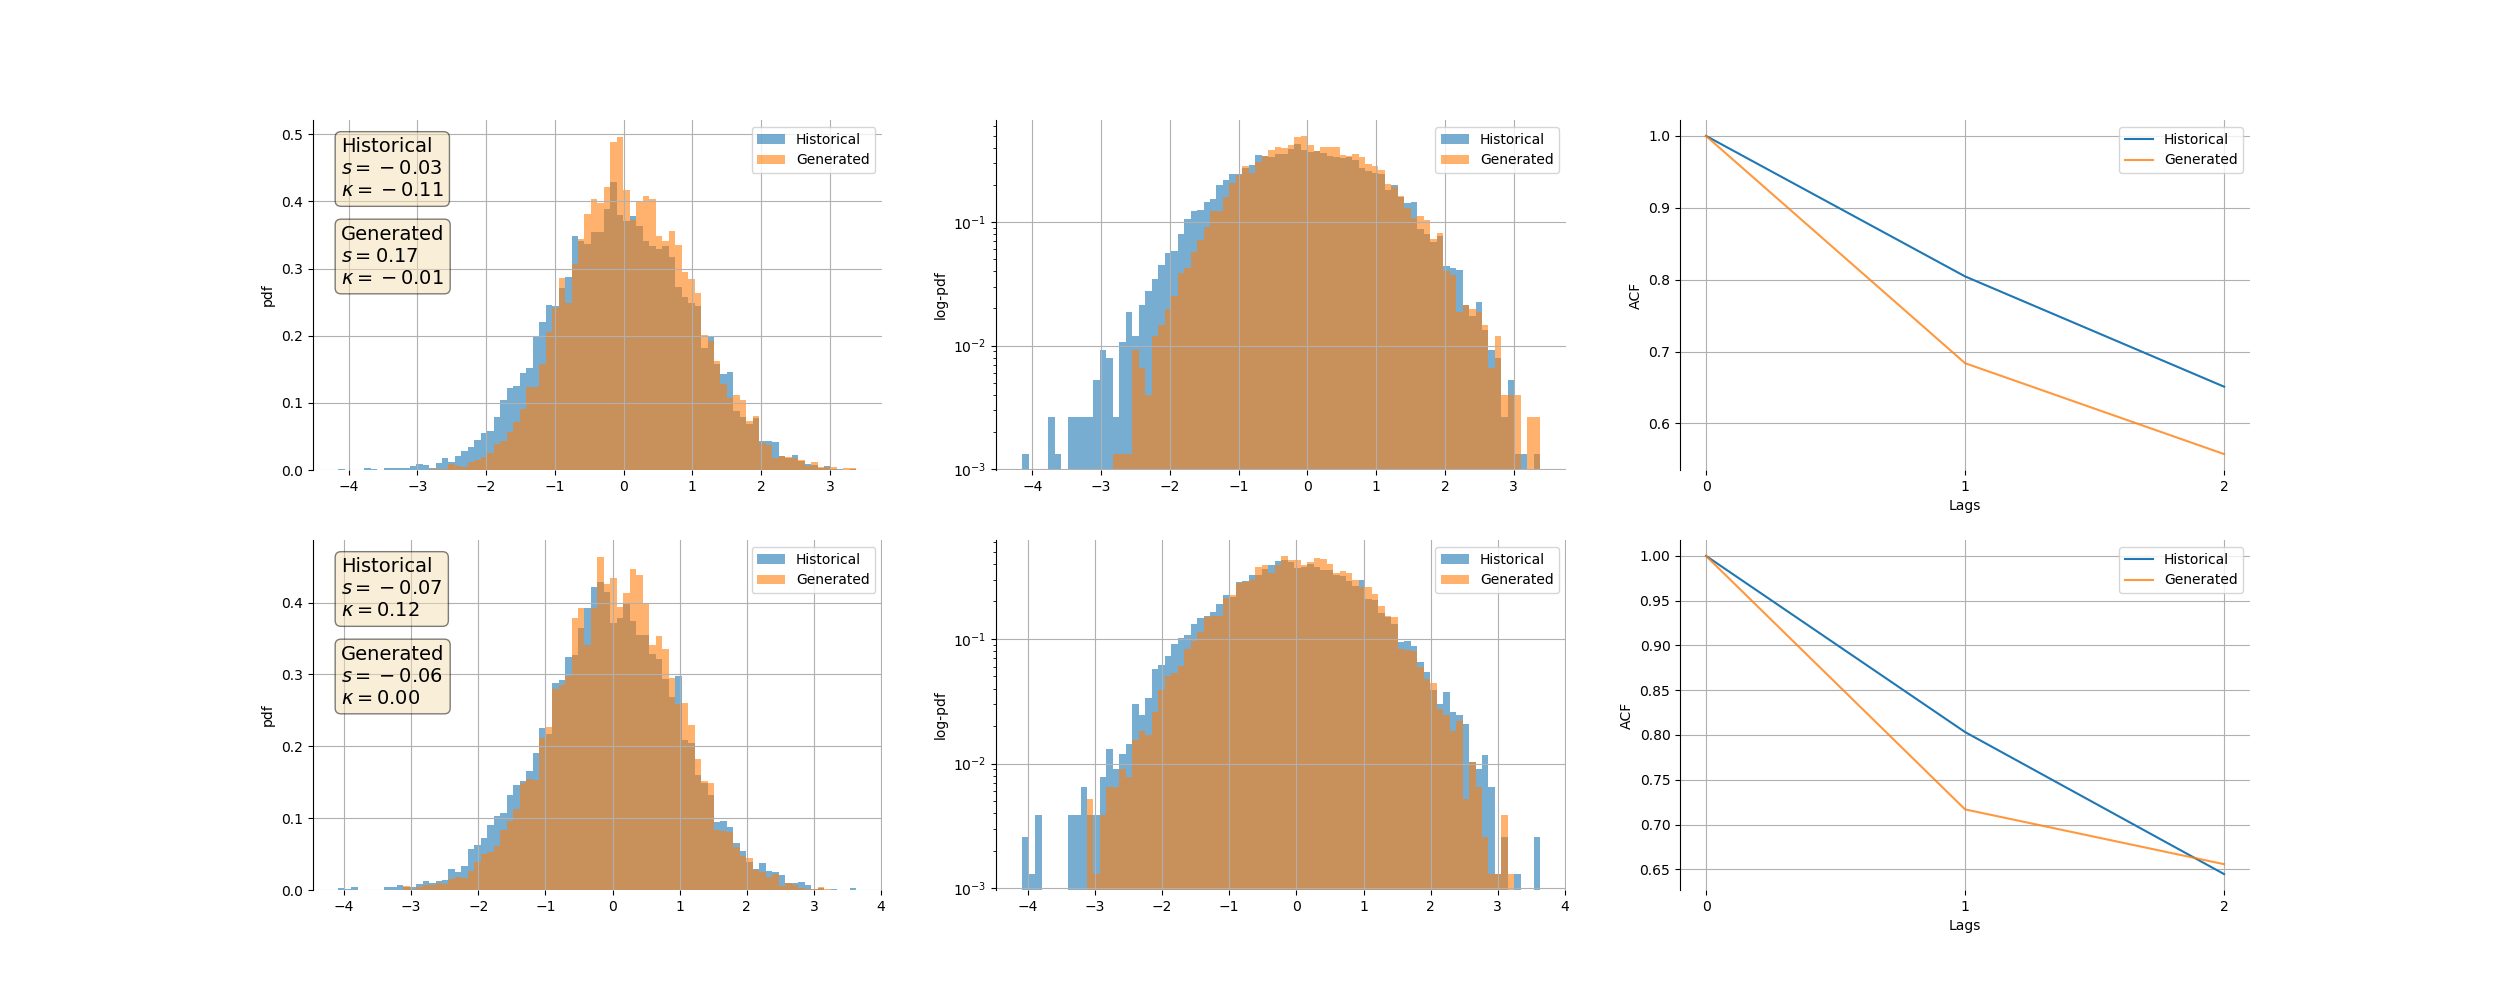 Historical
s = −0.03
κ = −0.11
Generated
s = 0.17
κ = −0.01
Historical
Generated
pdf
0.5
0.4
0.3
0.2
0.1
0.0
−4 −3 −2 −1 0 1 2 3
Historical
Generated
log-pdf
10⁻¹
10⁻²
10⁻³
−4 −3 −2 −1 0 1 2 3
Historical
Generated
ACF
1.0
0.9
0.8
0.7
0.6
0 1 2
Lags
Historical
s = −0.07
κ = 0.12
Generated
s = −0.06
κ = 0.00
Historical
Generated
pdf
0.4
0.3
0.2
0.1
0.0
−4 −3 −2 −1 0 1 2 3 4
Historical
Generated
log-pdf
10⁻¹
10⁻²
10⁻³
−4 −3 −2 −1 0 1 2 3 4
Historical
Generated
ACF
1.00
0.95
0.90
0.85
0.80
0.75
0.70
0.65
0 1 2
Lags